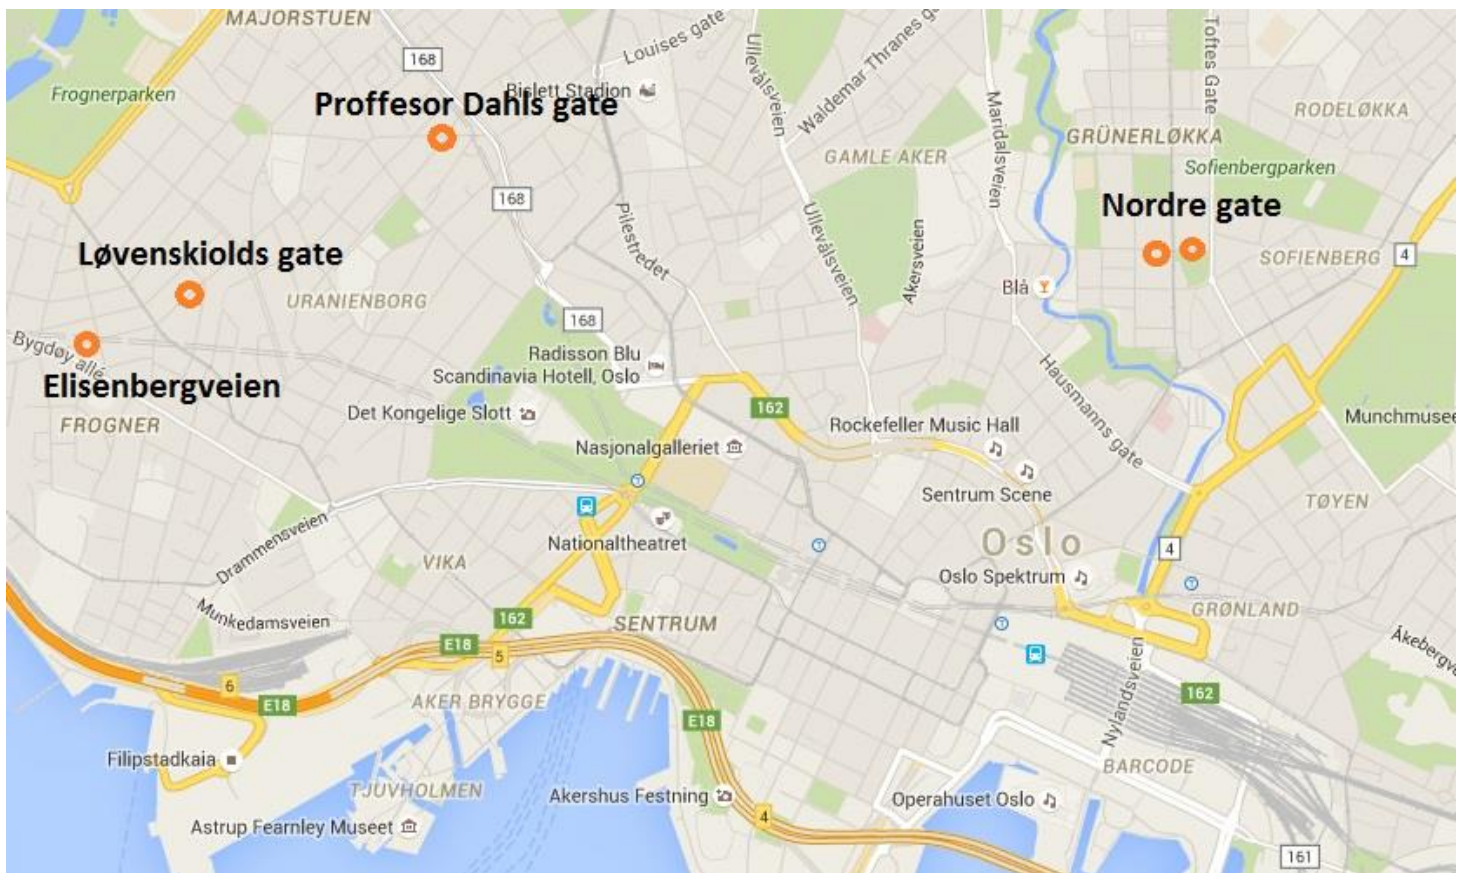 MAJORSTUEN
168
Louises gate
Ullevålsveien
Waldemar Thranes g
Toftes Gate
Frognerparken
Bislett Stadion
Proffesor Dahls gate
Maridalsveien
RODELØKKA
GRÜNERLØKKA
GAMLE AKER
Sofienbergparken
168
Nordre gate
Pilestredet
Ullevålsveien
Akersveien
Løvenskiolds gate
SOFIENBERG
4
Blå
URANIENBORG
168
Bygdøy allé
Radisson Blu
Scandinavia Hotell, Oslo
Elisenbergveien
Hausmanns gate
Det Kongelige Slott
162
FROGNER
Rockefeller Music Hall
Munchmusee
Nasjonalgalleriet
T
Sentrum Scene
TØYEN
Drammensveien
Nationaltheatret
Oslo
T
4
VIKA
Oslo Spektrum
T
Munkedamsveien
162
SENTRUM
T
GRØNLAND
E18
5
Åkebergve
6
E18
AKER BRYGGE
E18
Nylandsveien
162
Filipstadkaia
BARCODE
TJUVHOLMEN
Akershus Festning
Operahuset Oslo
4
Astrup Fearnley Museet
161